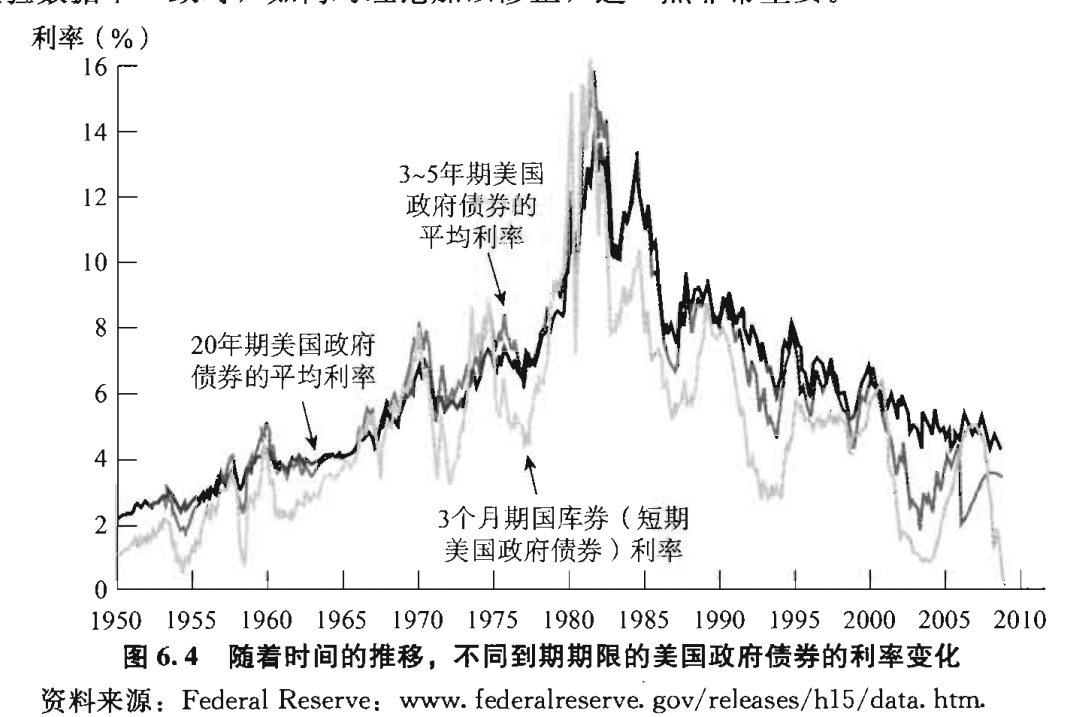 利率（%）
16
14
12
10
8
6
4
2
0
3~5年期美国
政府债券的
平均利率
20年期美国政府
债券的平均利率
3个月期国库券（短期
美国政府债券）利率
1950 1955 1960 1965 1970 1975 1980 1985 1990 1995 2000 2005 2010
图 6.4 随着时间的推移，不同到期期限的美国政府债券的利率变化
资料来源：Federal Reserve：www.federalreserve.gov/releases/h15/data.htm.